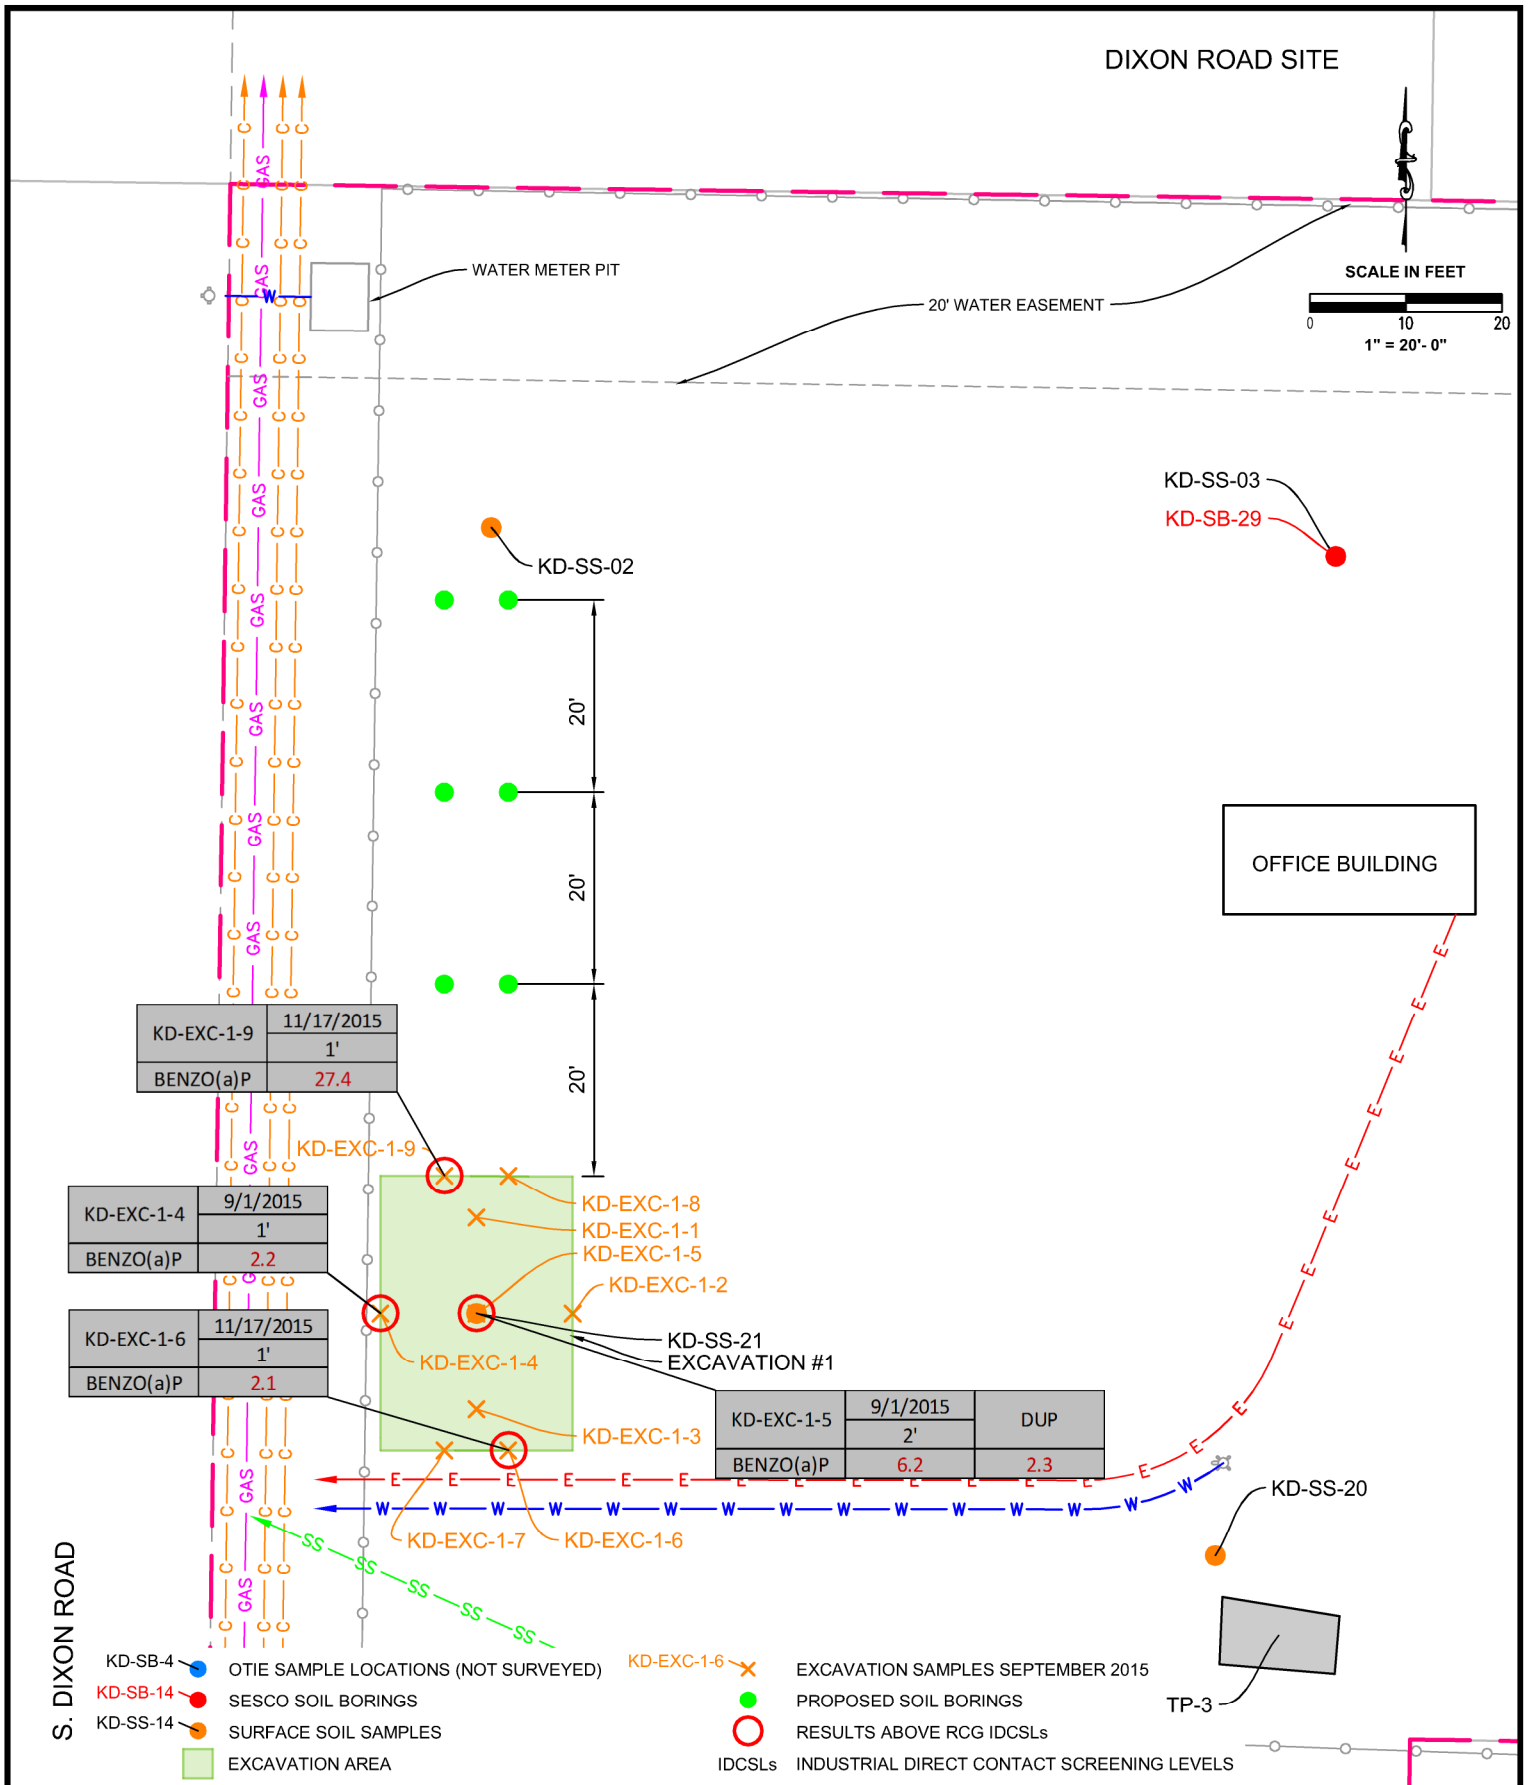 DIXON ROAD SITE
SCALE IN FEET
0 10 20
1" = 20'- 0"
WATER METER PIT
20' WATER EASEMENT
C GAS C C
W
KD-SS-03
KD-SB-29
KD-SS-02
20'
20'
20'
OFFICE BUILDING
KD-EXC-1-9 11/17/2015
1'
BENZO(a)P 27.4
KD-EXC-1-9
KD-EXC-1-4 9/1/2015
1'
BENZO(a)P 2.2
KD-EXC-1-8
KD-EXC-1-1
KD-EXC-1-5
KD-EXC-1-2
KD-EXC-1-6 11/17/2015
1'
BENZO(a)P 2.1
KD-SS-21
EXCAVATION #1
KD-EXC-1-4
KD-EXC-1-5 9/1/2015 DUP
2'
BENZO(a)P 6.2 2.3
KD-EXC-1-3
E E E E E E E E E E E E
W W W W W W W W W W W W W W W
KD-SS-20
KD-EXC-1-7
KD-EXC-1-6
SS SS SS SS SS
TP-3
S. DIXON ROAD
KD-SB-4 OTIE SAMPLE LOCATIONS (NOT SURVEYED)
KD-SB-14 SESCO SOIL BORINGS
KD-SS-14 SURFACE SOIL SAMPLES
EXCAVATION AREA
KD-EXC-1-6 EXCAVATION SAMPLES SEPTEMBER 2015
PROPOSED SOIL BORINGS
RESULTS ABOVE RCG IDCSLs
IDCSLs INDUSTRIAL DIRECT CONTACT SCREENING LEVELS